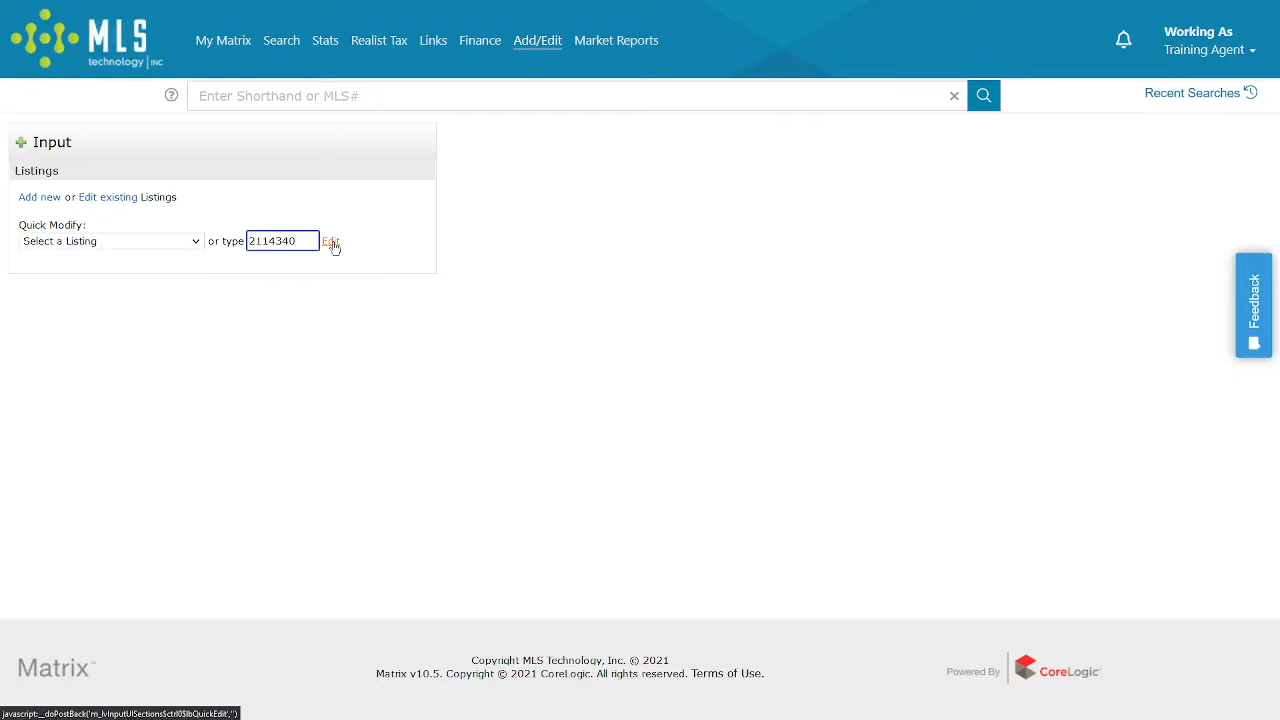 MLS
technology | INC
My Matrix Search Stats Realist Tax Links Finance Add/Edit Market Reports
Working As
Training Agent
Enter Shorthand or MLS#
Recent Searches
Input
Listings
Add new or Edit existing Listings
Quick Modify:
Select a Listing or type 2114340 Edit
Feedback
Matrix™
Copyright MLS Technology, Inc. © 2021
Matrix v10.5. Copyright © 2021 CoreLogic. All rights reserved. Terms of Use.
Powered By CoreLogic
javascript:__doPostBack('m_lvInputUISections$ctrl0$lbQuickEdit','')